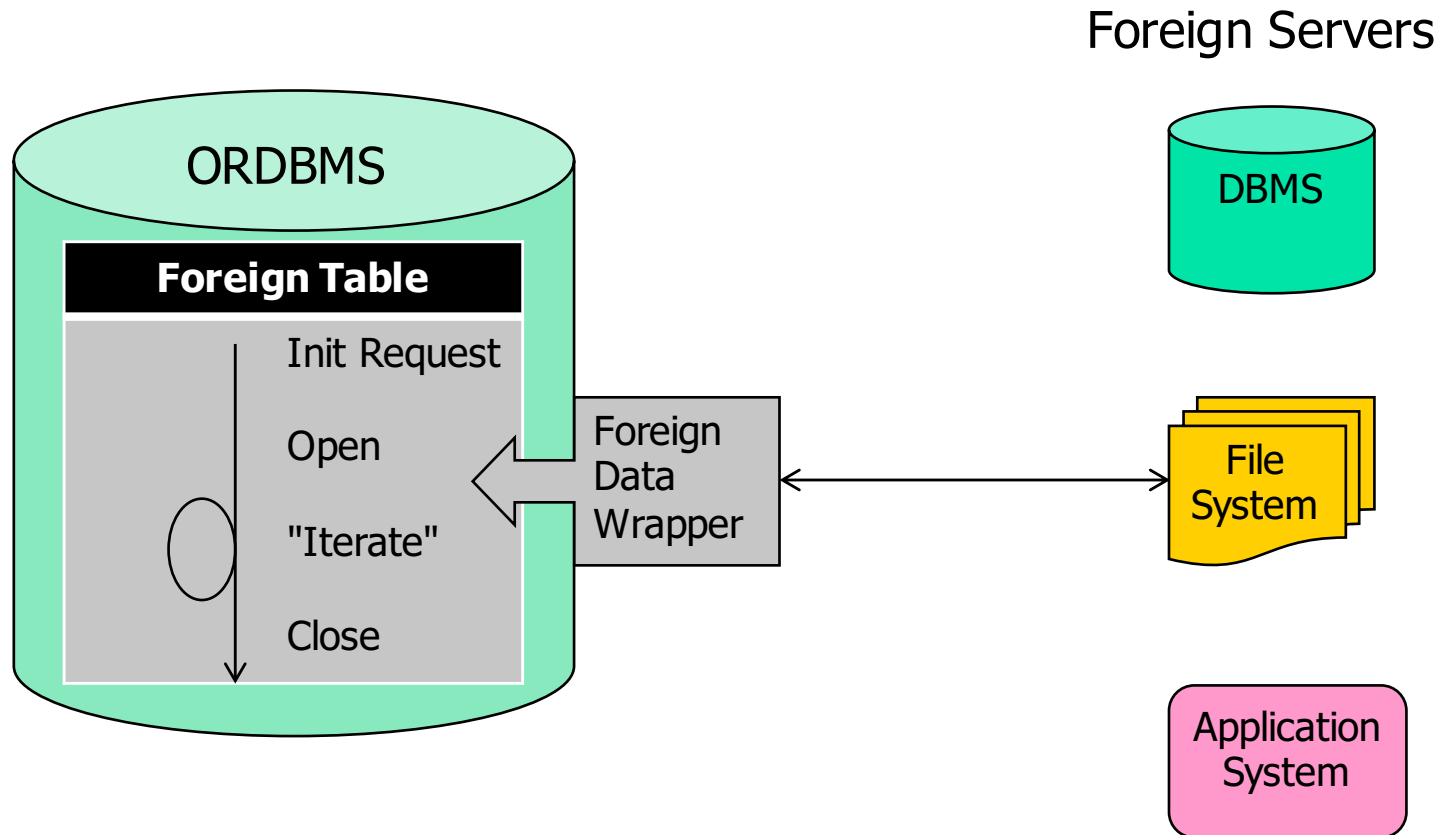 Foreign Servers
ORDBMS
Foreign Table
Init Request
Open
"Iterate"
Close
Foreign
Data
Wrapper
DBMS
File
System
Application
System